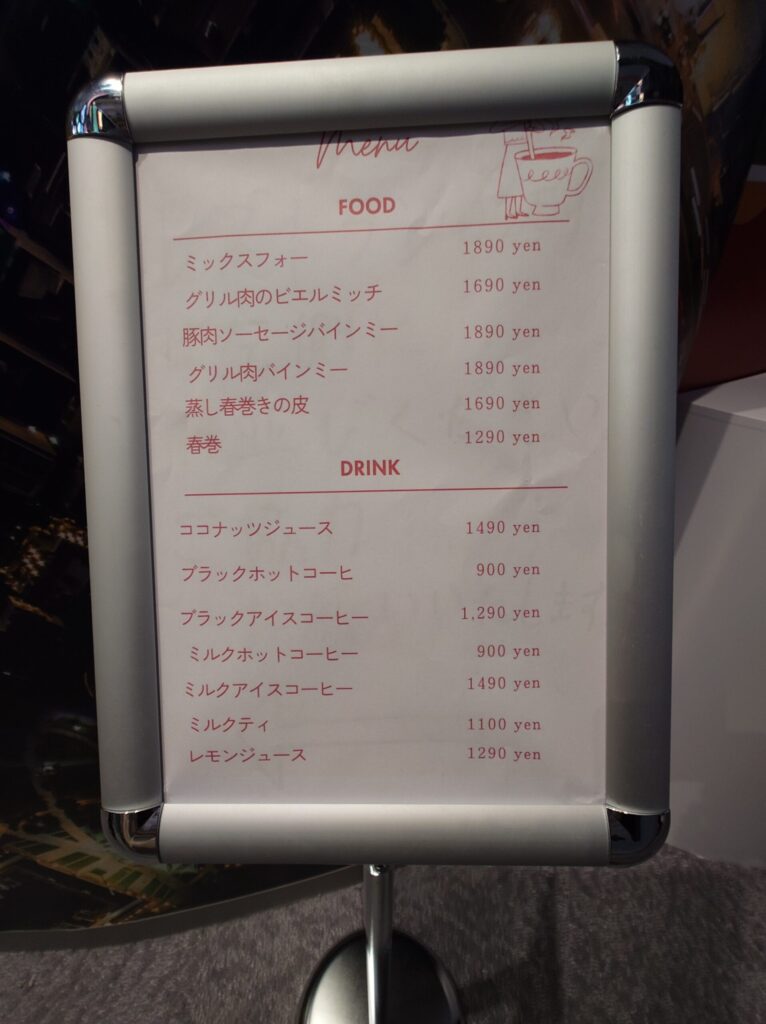 Menu
FOOD
ミックスフォー 1890 yen
グリル肉のビエルミッチ 1690 yen
豚肉ソーセージバインミー 1890 yen
グリル肉バインミー 1890 yen
蒸し春巻きの皮 1690 yen
春巻 1290 yen
DRINK
ココナッツジュース 1490 yen
ブラックホットコーヒ 900 yen
ブラックアイスコーヒー 1,290 yen
ミルクホットコーヒー 900 yen
ミルクアイスコーヒー 1490 yen
ミルクティ 1100 yen
レモンジュース 1290 yen